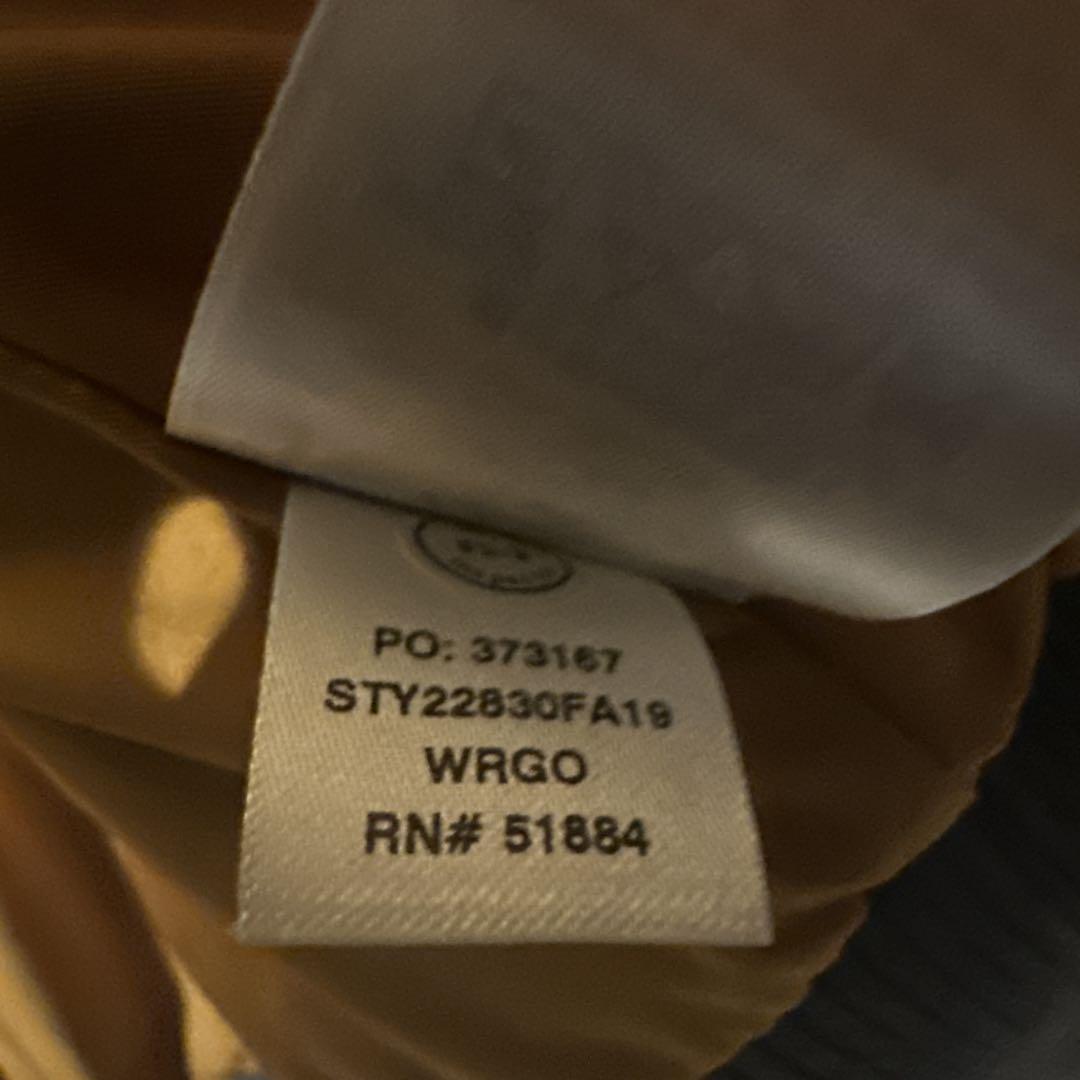 PO: 373167
STY22830FA19
WRGO
RN# 51884